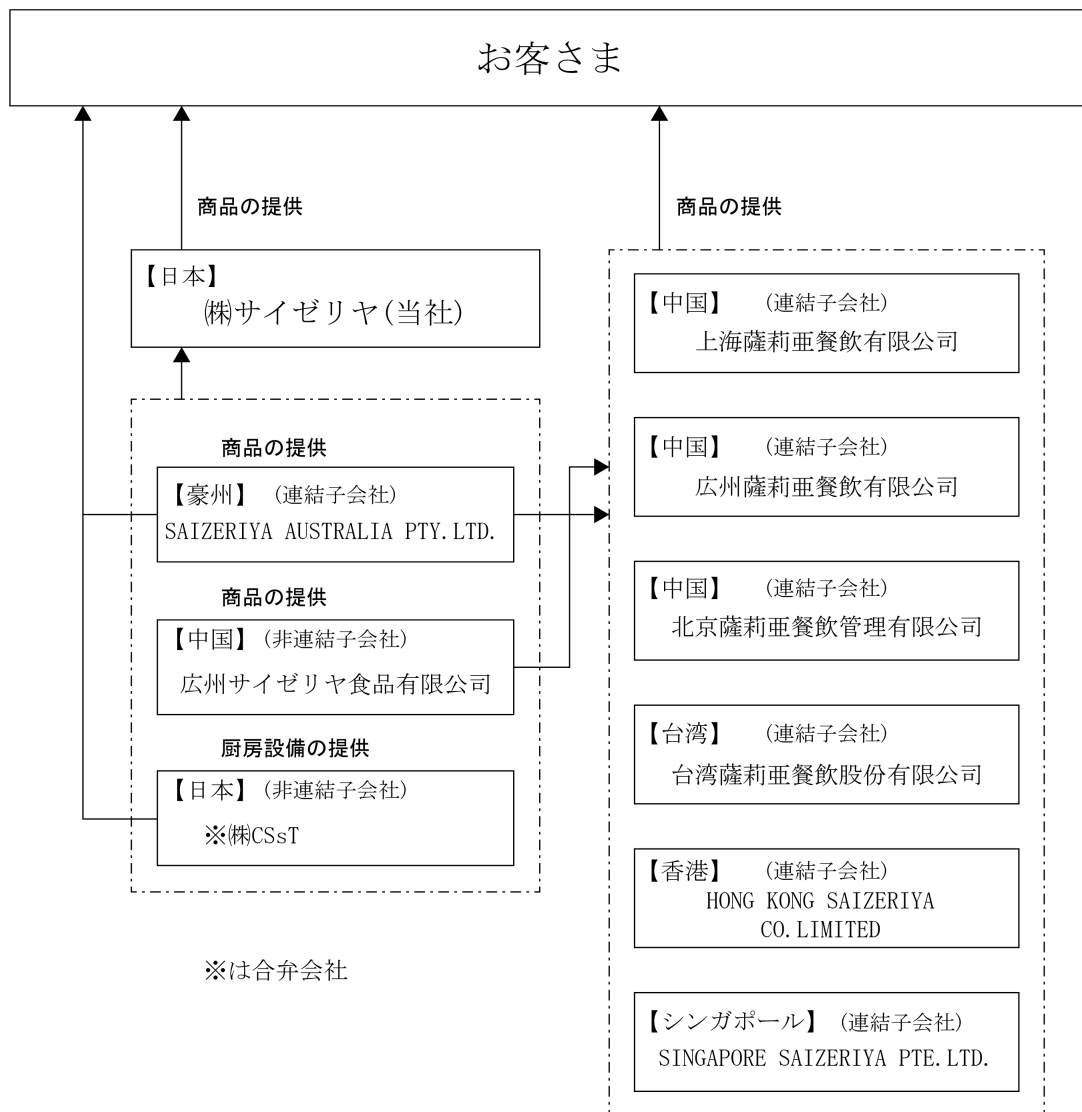 お客さま
商品の提供
商品の提供
【日本】
㈱サイゼリヤ(当社)
商品の提供
【豪州】 (連結子会社)
SAIZERIYA AUSTRALIA PTY.LTD.
商品の提供
【中国】 (非連結子会社)
広州サイゼリヤ食品有限公司
厨房設備の提供
【日本】 (非連結子会社)
※㈱CSsT
※は合弁会社
【中国】 (連結子会社)
上海薩莉亜餐飲有限公司
【中国】 (連結子会社)
広州薩莉亜餐飲有限公司
【中国】 (連結子会社)
北京薩莉亜餐飲管理有限公司
【台湾】 (連結子会社)
台湾薩莉亜餐飲股份有限公司
【香港】 (連結子会社)
HONG KONG SAIZERIYA
CO.LIMITED
【シンガポール】 (連結子会社)
SINGAPORE SAIZERIYA PTE.LTD.